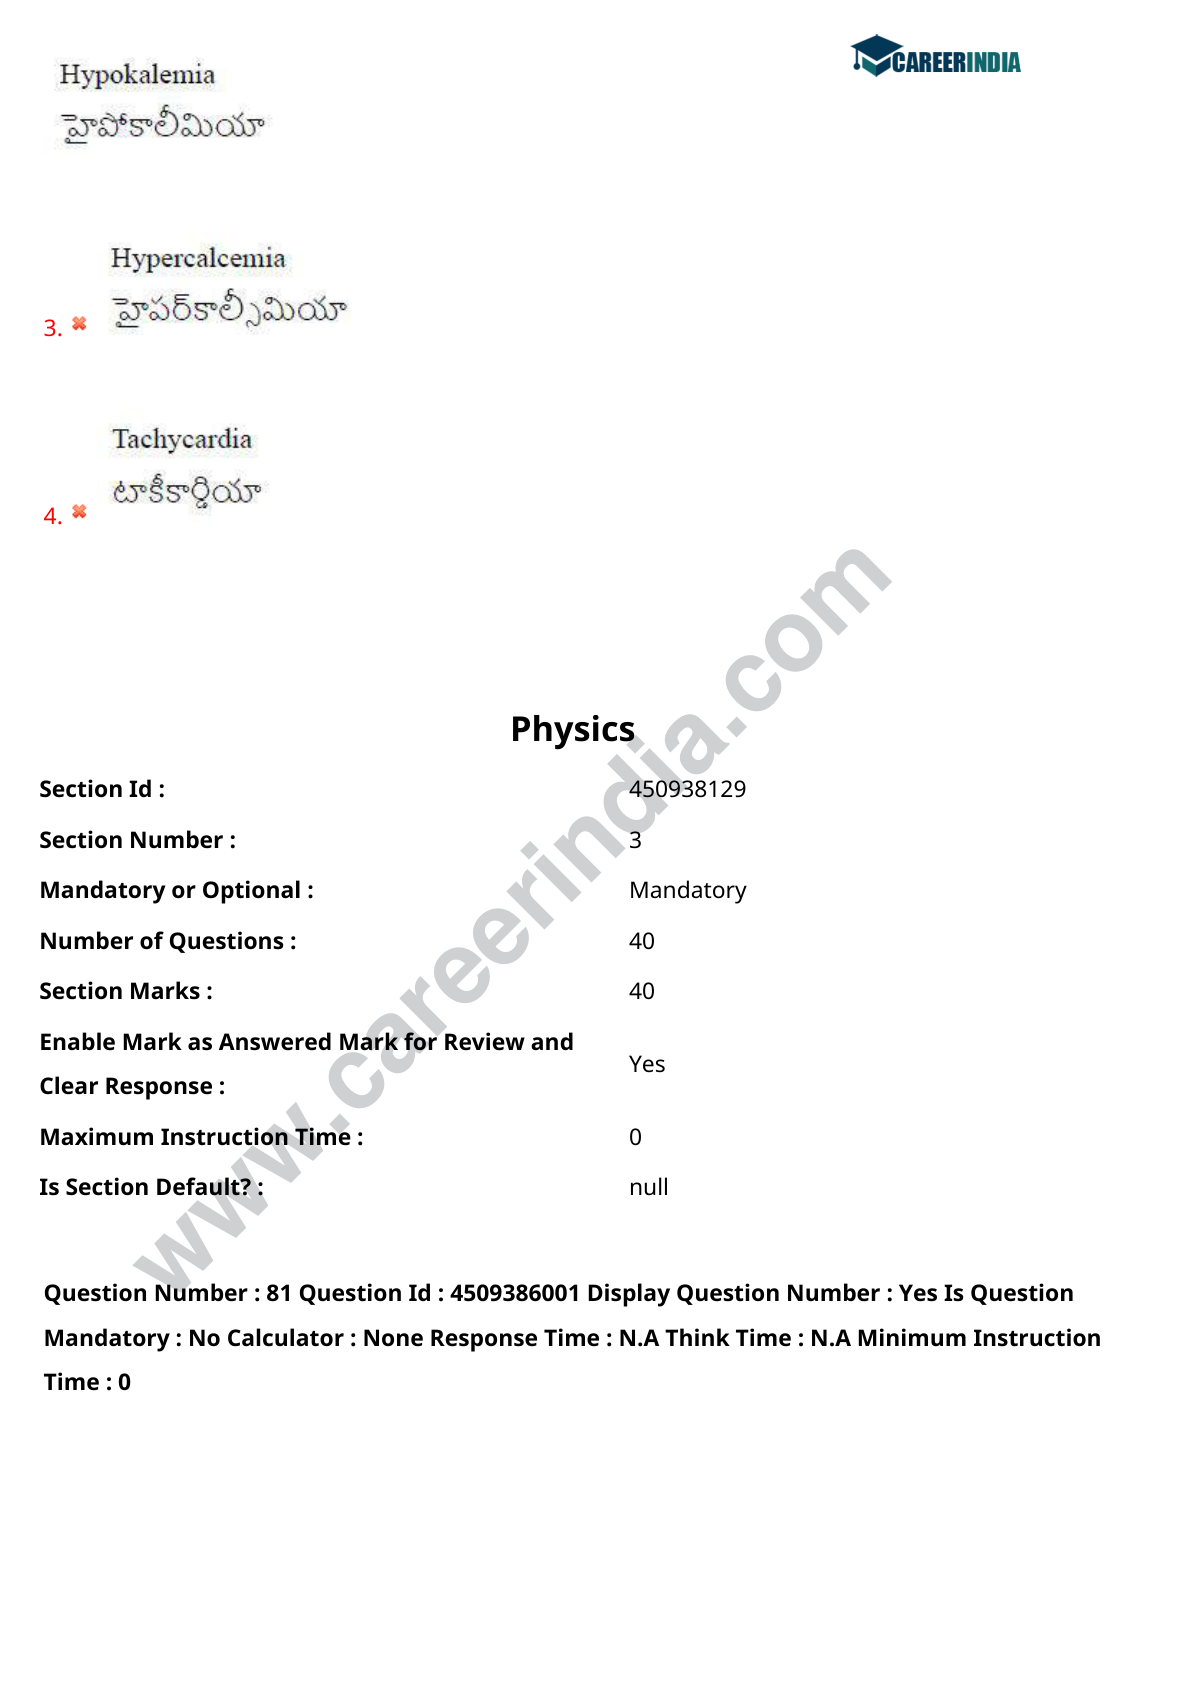 CAREERINDIA
Hypokalemia
హైపోకాలీమియా
Hypercalcemia
హైపర్‌కాల్సీమియా
3.
Tachycardia
టాకీకార్డియా
4.
www.careerindia.com
Physics
Section Id : 450938129
Section Number : 3
Mandatory or Optional : Mandatory
Number of Questions : 40
Section Marks : 40
Enable Mark as Answered Mark for Review and
Clear Response : Yes
Maximum Instruction Time : 0
Is Section Default? : null
Question Number : 81 Question Id : 4509386001 Display Question Number : Yes Is Question
Mandatory : No Calculator : None Response Time : N.A Think Time : N.A Minimum Instruction
Time : 0